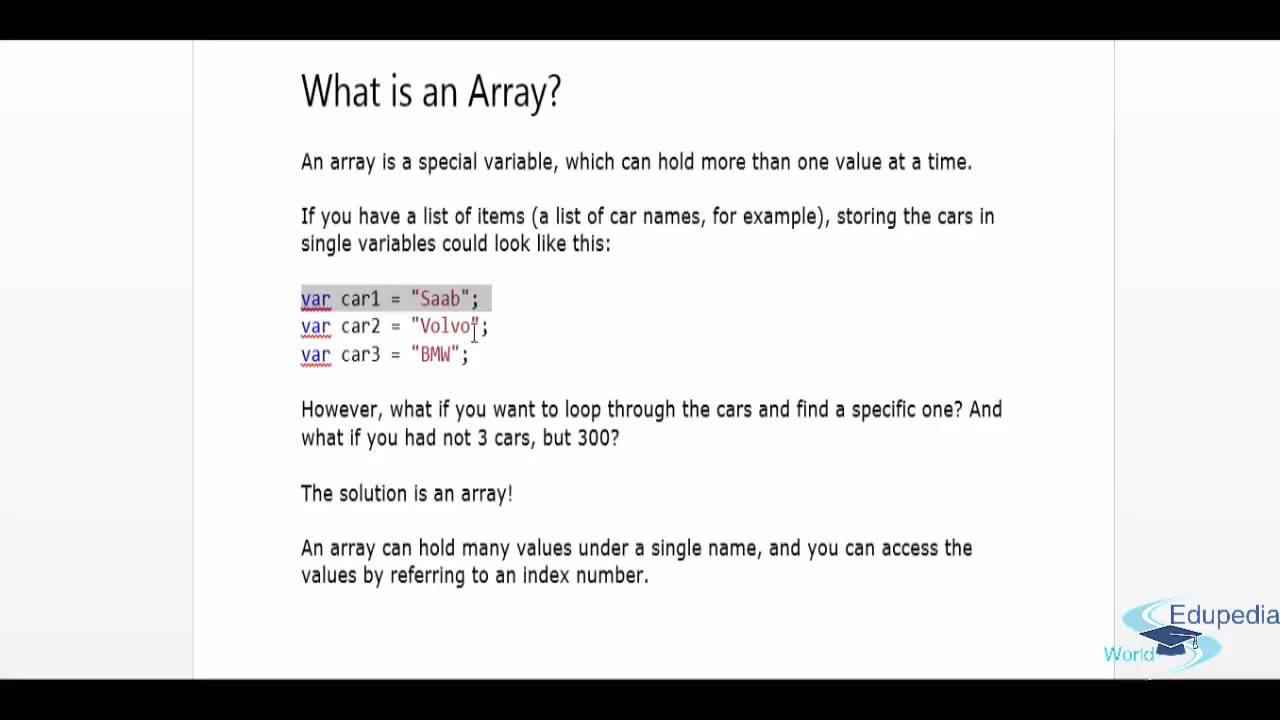 What is an Array?
An array is a special variable, which can hold more than one value at a time.
If you have a list of items (a list of car names, for example), storing the cars in
single variables could look like this:
var car1 = "Saab";
var car2 = "Volvo";
var car3 = "BMW";
However, what if you want to loop through the cars and find a specific one? And
what if you had not 3 cars, but 300?
The solution is an array!
An array can hold many values under a single name, and you can access the
values by referring to an index number.
Edupedia
World